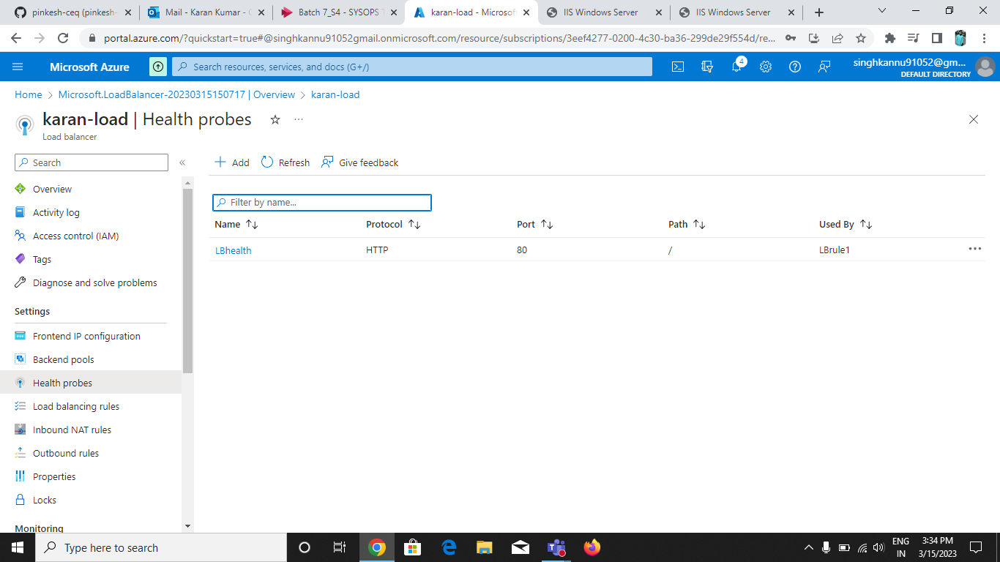 pinkesh-ceq (pinkesh-
Mail - Karan Kumar - 
Batch 7_S4 - SYSOPS
karan-load - Microsof
IIS Windows Server
IIS Windows Server
portal.azure.com/?quickstart=true#@singhkannu91052gmail.onmicrosoft.com/resource/subscriptions/3eef4277-0200-4c30-ba36-299de29f554d/re...
Microsoft Azure
Search resources, services, and docs (G+/)
4
singhkannu91052@gm...
DEFAULT DIRECTORY
Home > Microsoft.LoadBalancer-20230315150717 | Overview > karan-load
karan-load | Health probes
...
Load balancer
Search
«
Add
Refresh
Give feedback
Overview
Activity log
Access control (IAM)
Tags
Diagnose and solve problems
Settings
Frontend IP configuration
Backend pools
Health probes
Load balancing rules
Inbound NAT rules
Outbound rules
Properties
Locks
Monitoring
Filter by name...
Name Protocol Port Path Used By
LBhealth HTTP 80 / LBrule1
Type here to search
ENG
IN
3:34 PM
3/15/2023